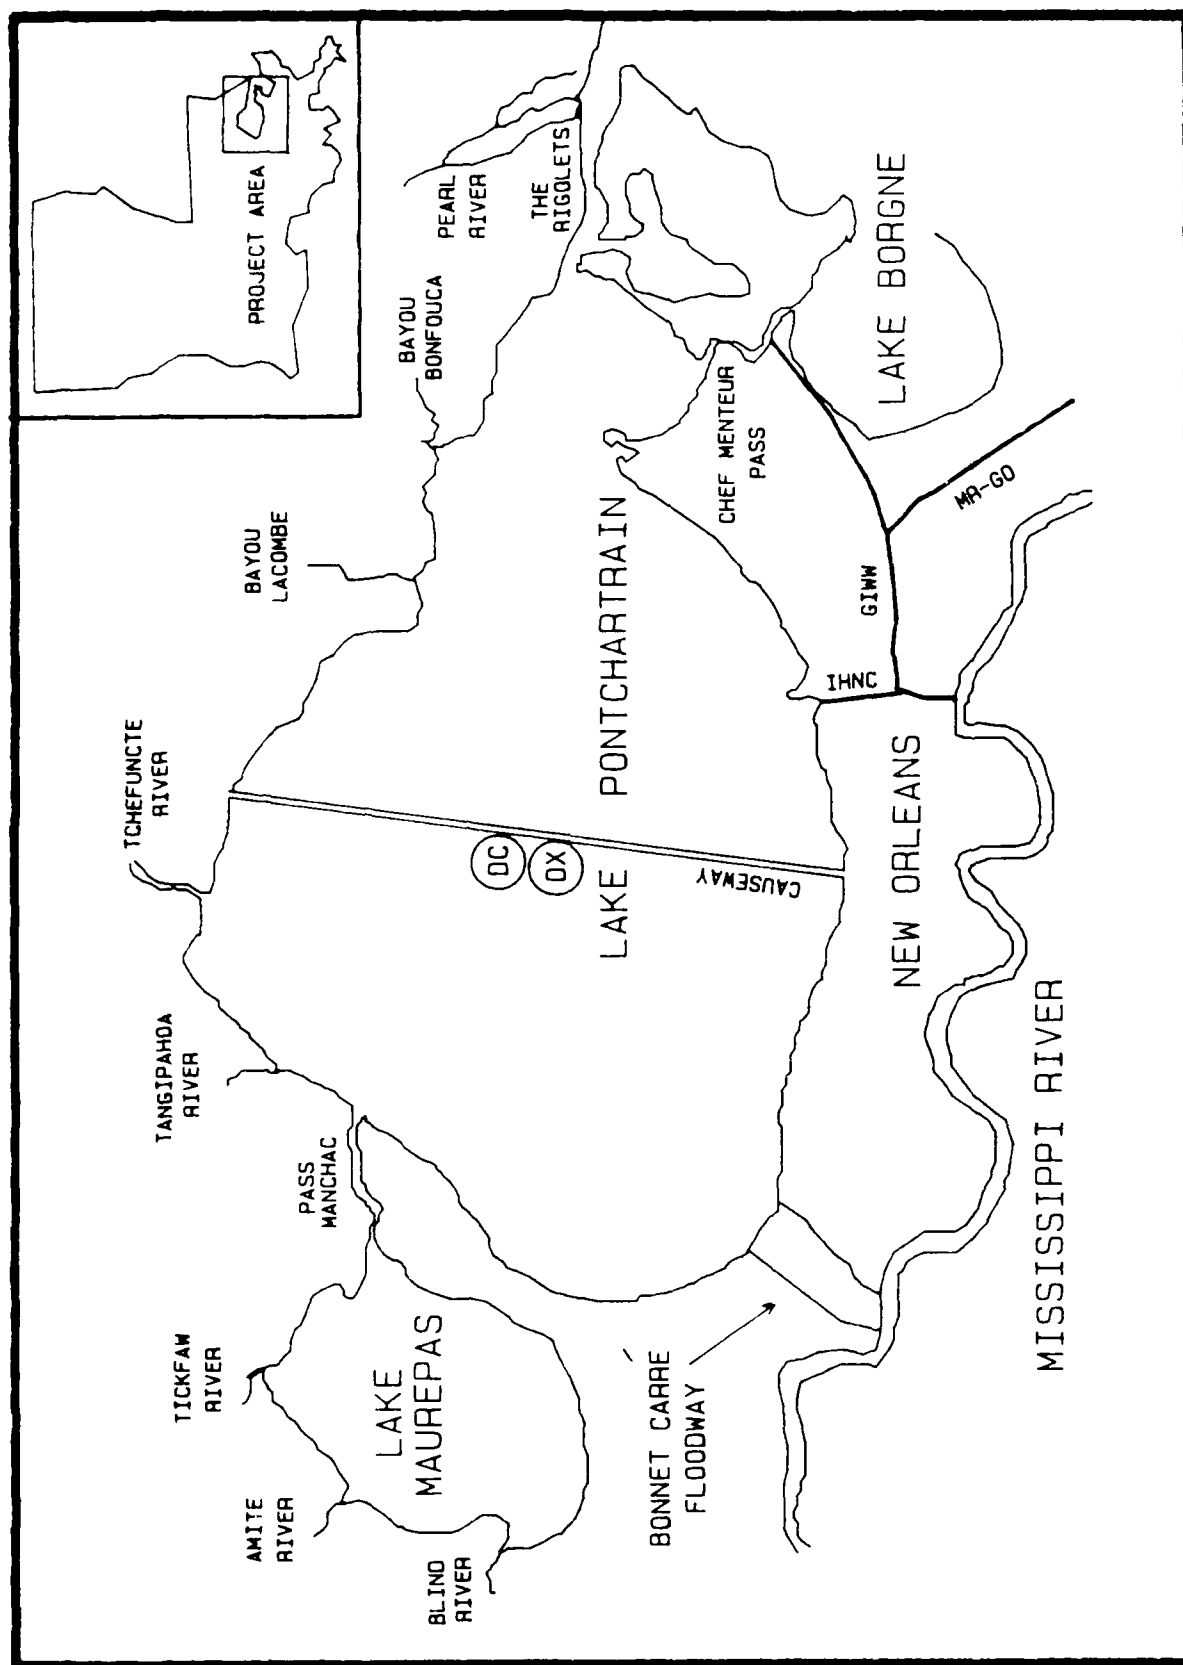 PROJECT AREA
PEARL
RIVER
THE
RIGOLETS
BAYOU
BONFOUCA
BAYOU
LACOMBE
TCHEFUNCTE
RIVER
TANGIPAHOA
RIVER
PASS
MANCHAC
TICKFAW
RIVER
AMITE
RIVER
BLIND
RIVER
LAKE
MAUREPAS
LAKE PONTCHARTRAIN
DC
DX
CAUSEWAY
CHEF MENTEUR
PASS
LAKE BORGNE
MR-GO
GIWW
IHNC
NEW ORLEANS
BONNET CARRE
FLOODWAY
MISSISSIPPI RIVER